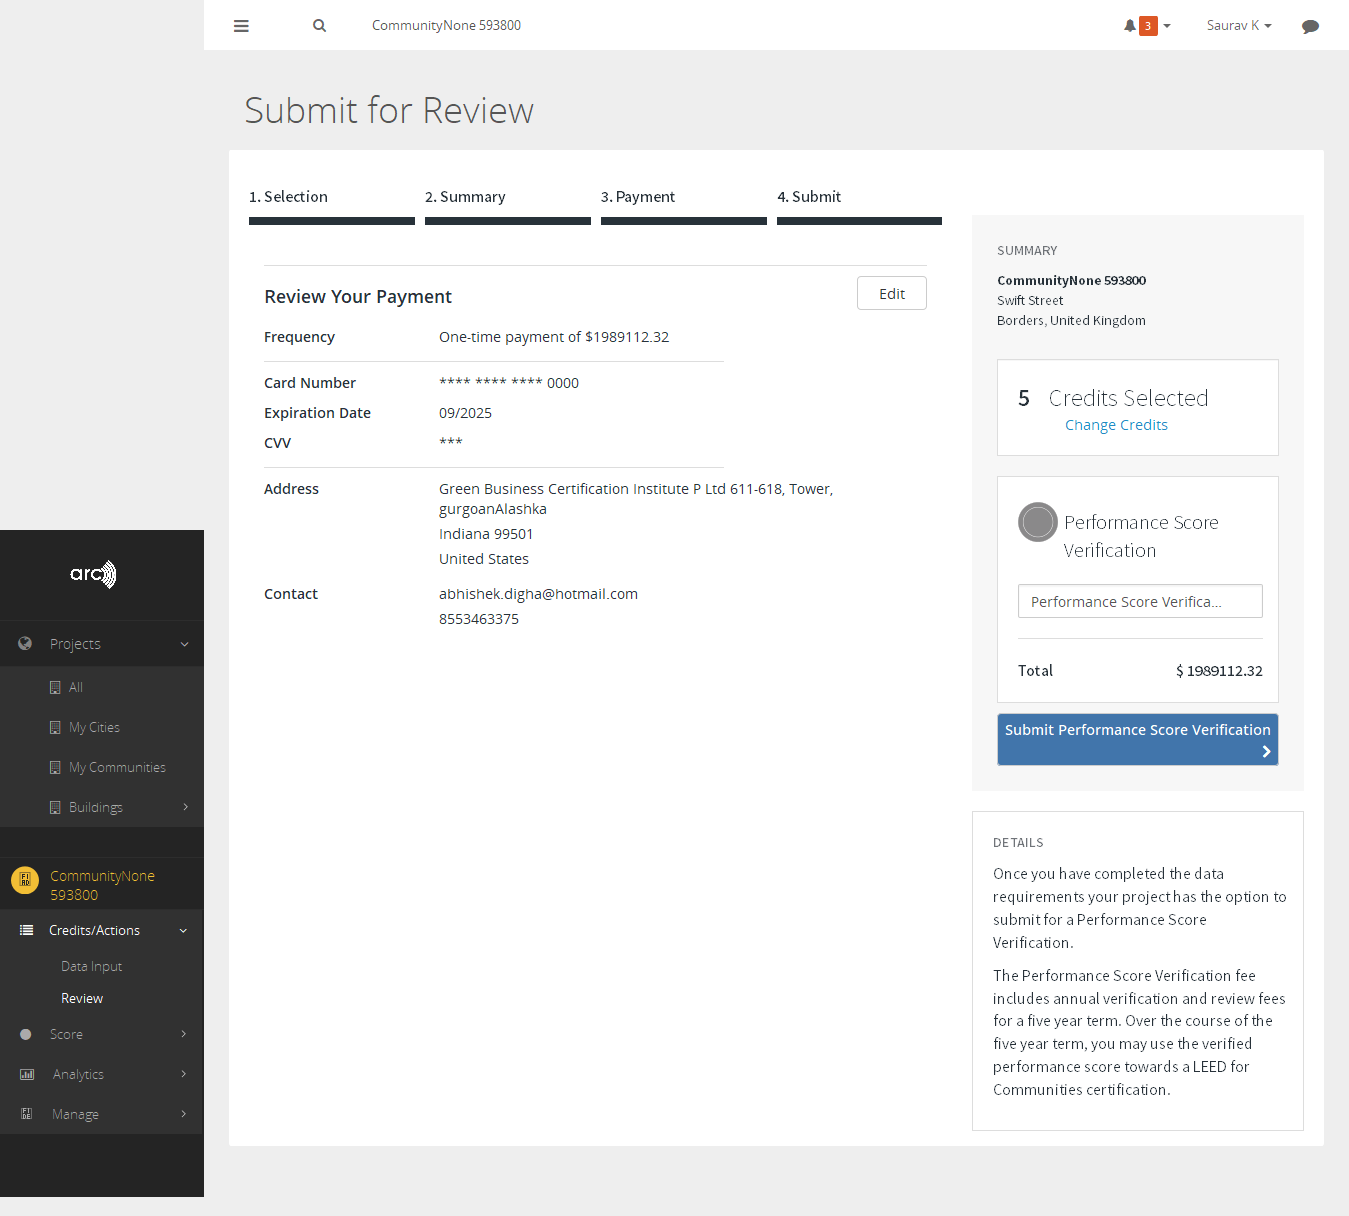 CommunityNone 593800
3
Saurav K
Submit for Review
1. Selection
2. Summary
3. Payment
4. Submit
Review Your Payment
Edit
Frequency
One-time payment of $1989112.32
Card Number
**** **** **** 0000
Expiration Date
09/2025
CVV
***
Address
Green Business Certification Institute P Ltd 611-618, Tower,
gurgoanAlashka
Indiana 99501
United States
Contact
abhishek.digha@hotmail.com
8553463375
SUMMARY
CommunityNone 593800
Swift Street
Borders, United Kingdom
5 Credits Selected
Change Credits
Performance Score
Verification
Performance Score Verifica...
Total
$ 1989112.32
Submit Performance Score Verification
DETAILS
Once you have completed the data
requirements your project has the option to
submit for a Performance Score
Verification.
The Performance Score Verification fee
includes annual verification and review fees
for a five year term. Over the course of the
five year term, you may use the verified
performance score towards a LEED for
Communities certification.
arc
Projects
All
My Cities
My Communities
Buildings
CommunityNone
593800
Credits/Actions
Data Input
Review
Score
Analytics
Manage